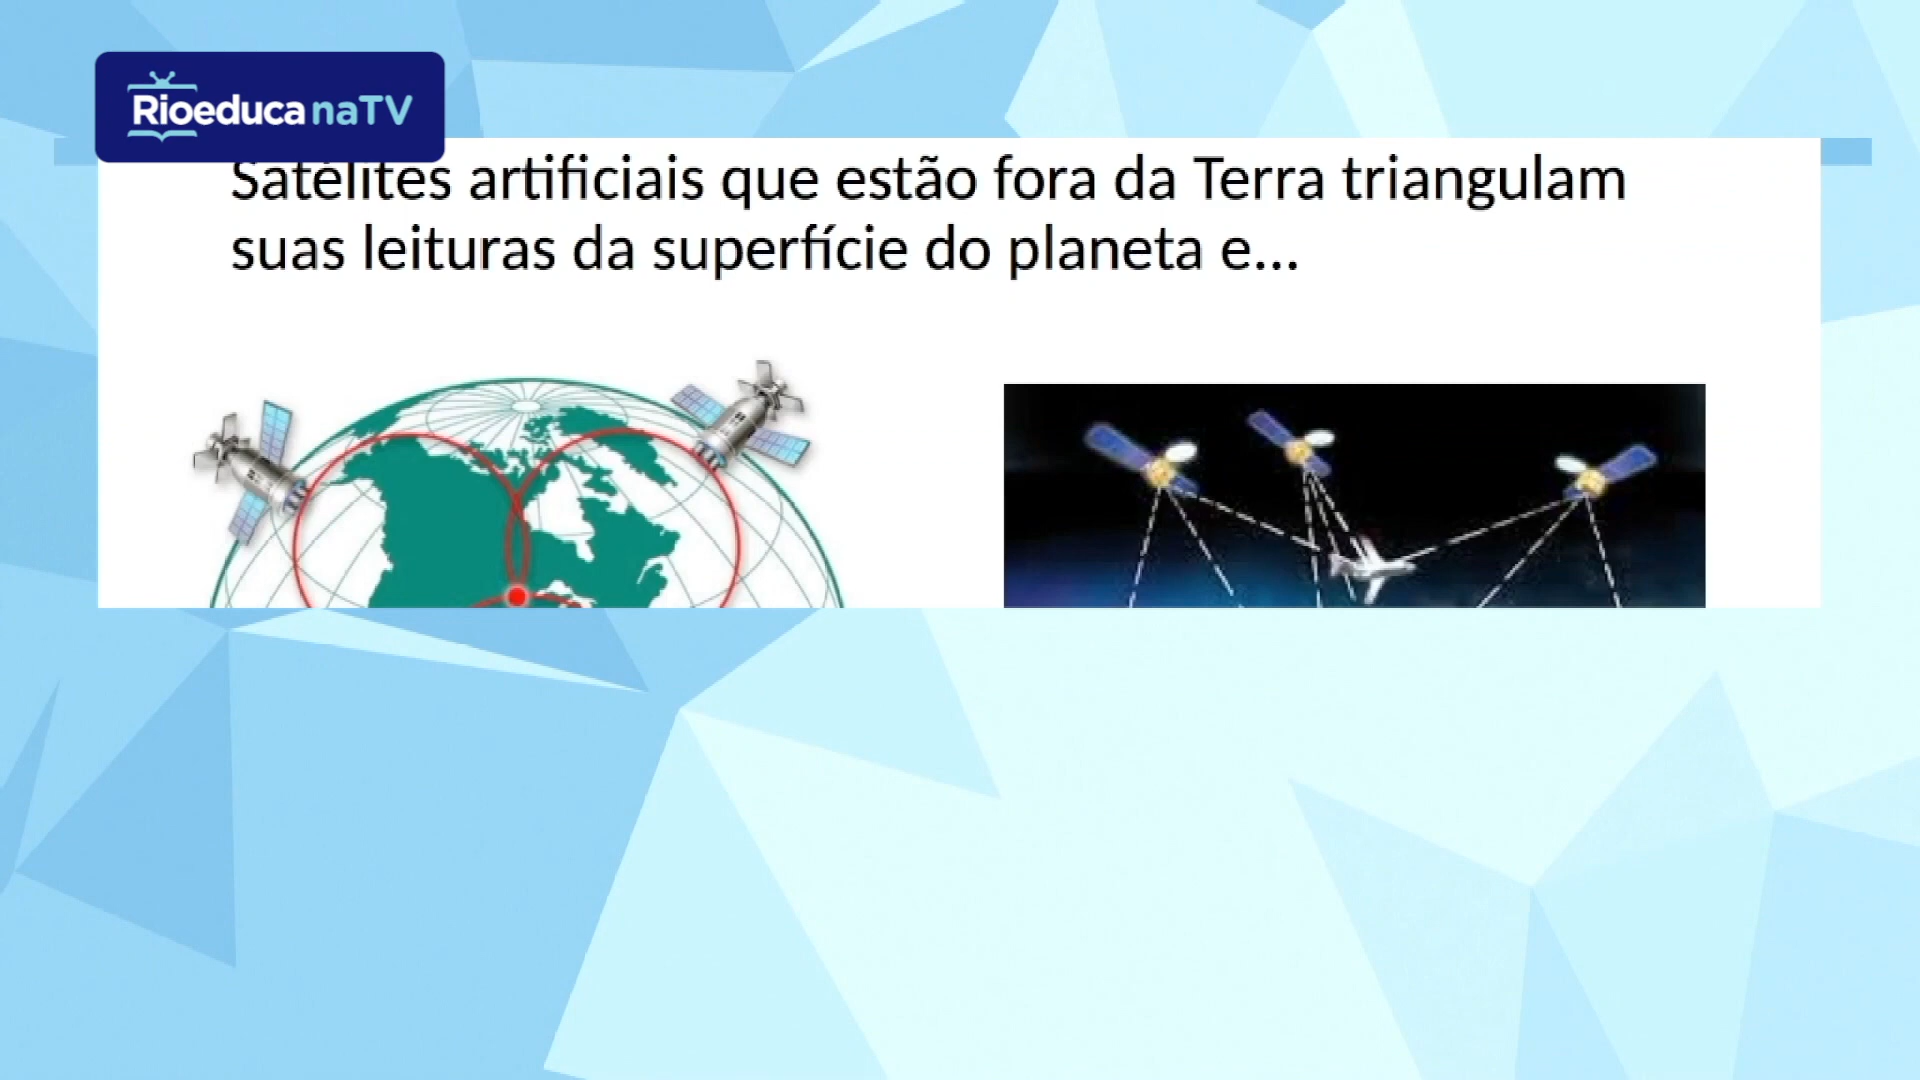 Rioeduca naTV
Satélites artificiais que estão fora da Terra triangulam
suas leituras da superfície do planeta e...